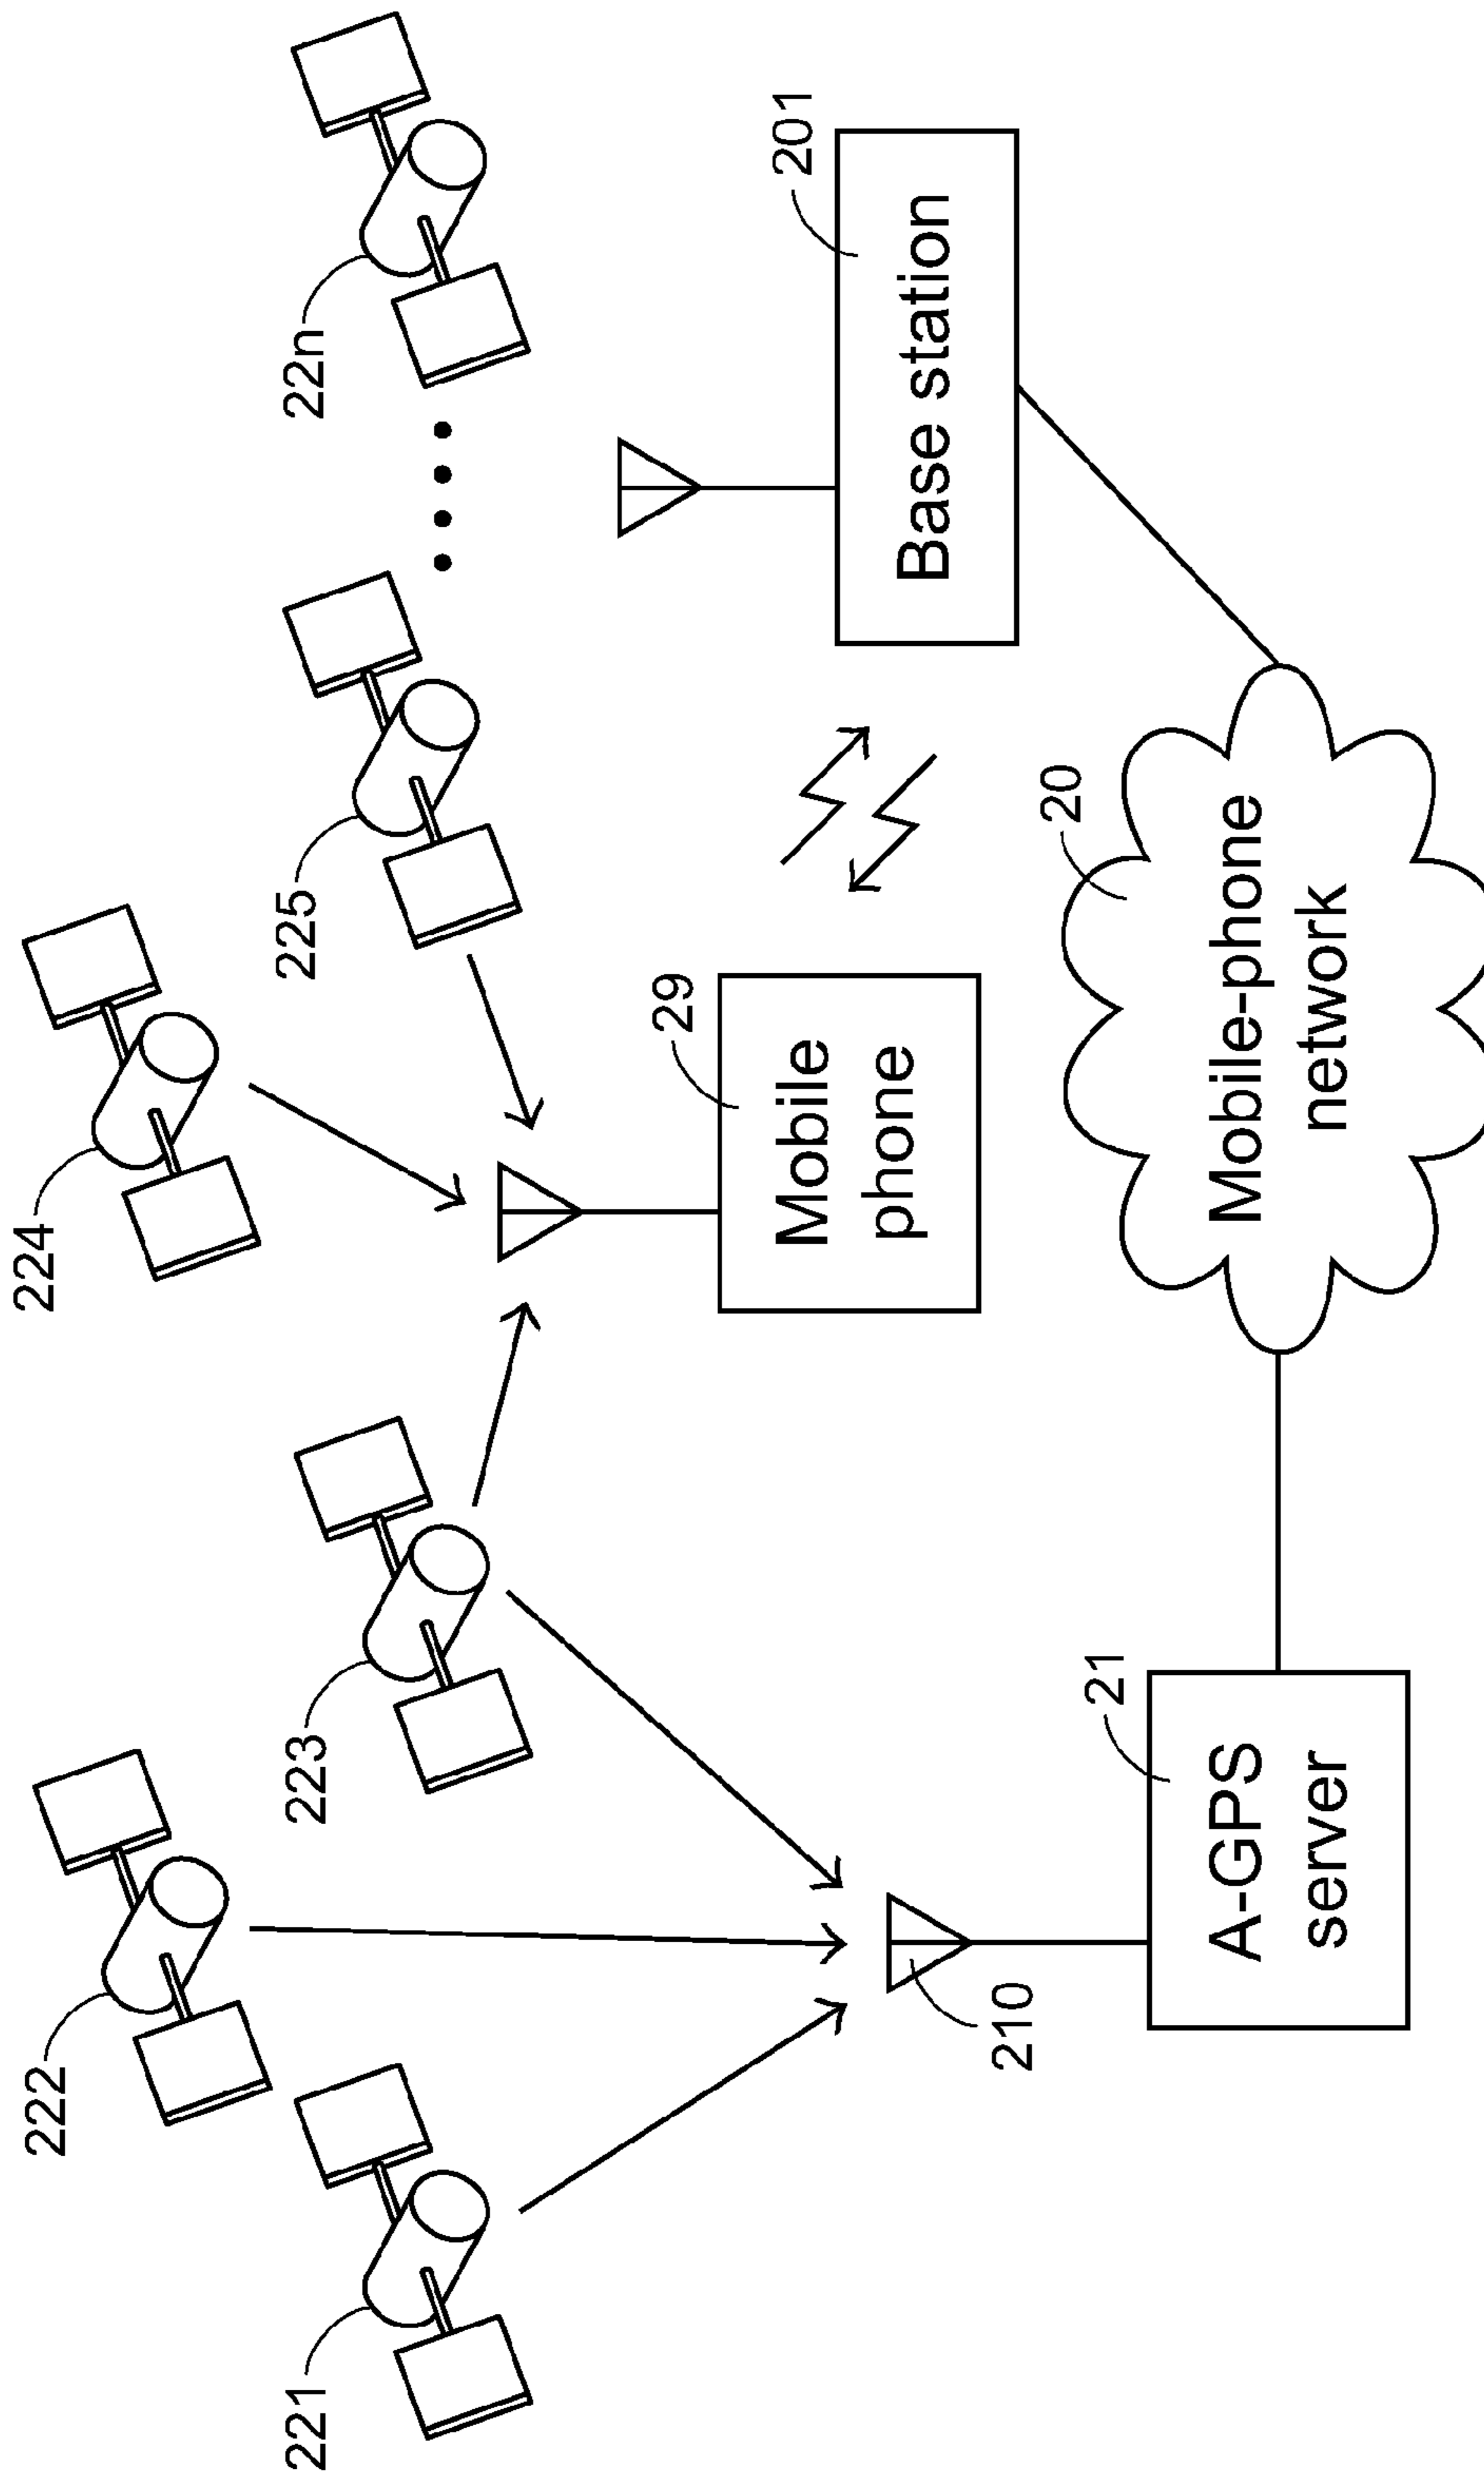 222
224
221
223
225
22n
210
29
201
Mobile
phone
Base station
21
20
A-GPS
server
Mobile-phone
network